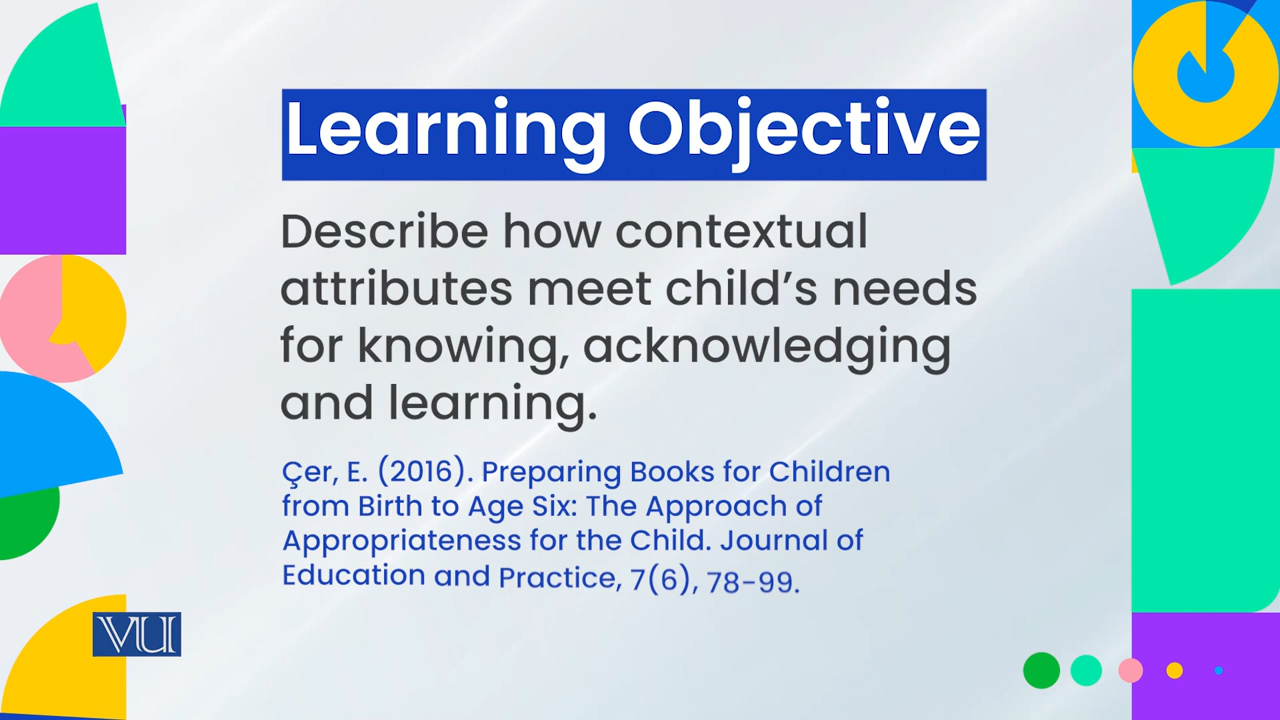 Learning Objective
Describe how contextual
attributes meet child’s needs
for knowing, acknowledging
and learning.
Çer, E. (2016). Preparing Books for Children
from Birth to Age Six: The Approach of
Appropriateness for the Child. Journal of
Education and Practice, 7(6), 78-99.
VU